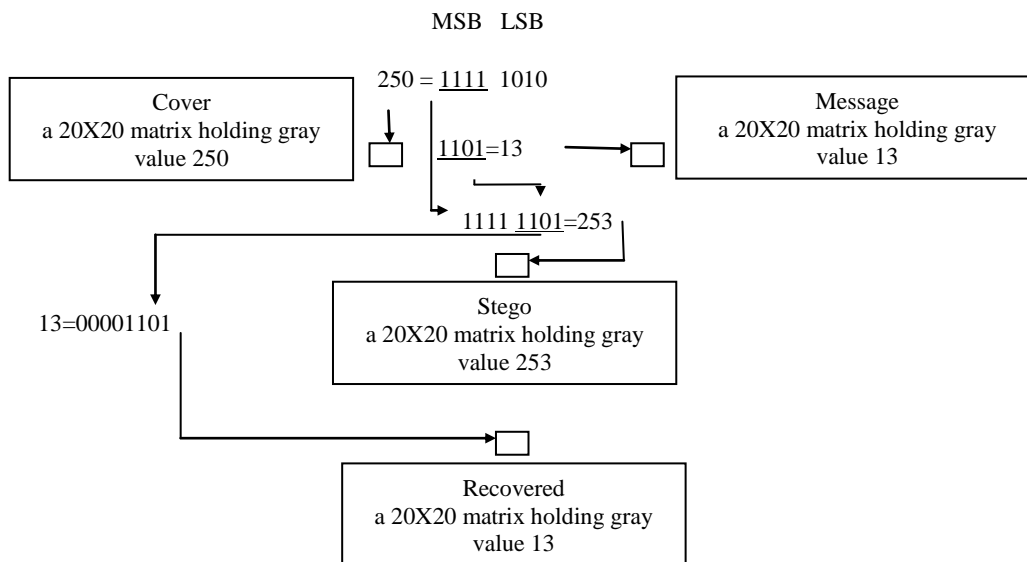 MSB LSB
250 = 1111 1010
Cover
a 20X20 matrix holding gray
value 250
1101=13
Message
a 20X20 matrix holding gray
value 13
1111 1101=253
13=00001101
Stego
a 20X20 matrix holding gray
value 253
Recovered
a 20X20 matrix holding gray
value 13